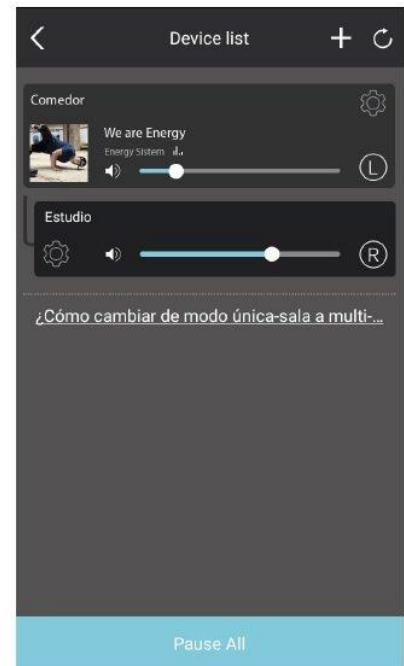 Device list
Comedor
We are Energy
Energy Sistem
L
Estudio
R
¿Cómo cambiar de modo única-sala a multi-...
Pause All